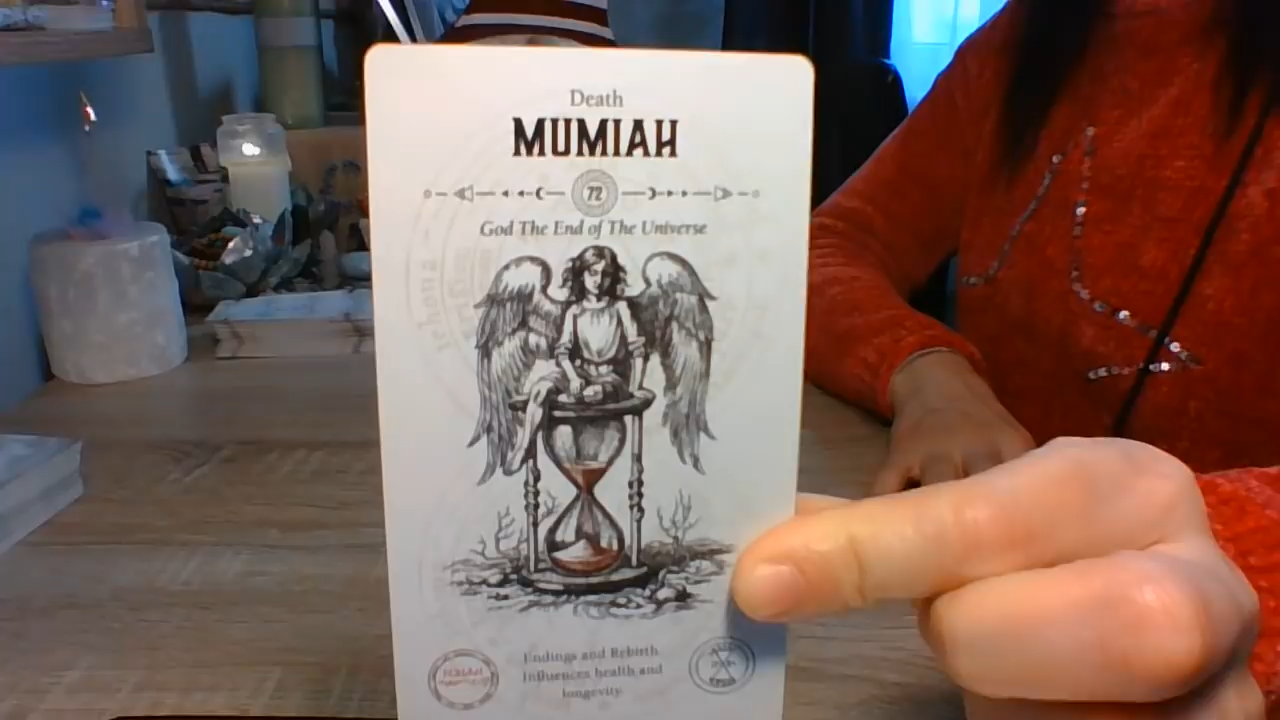 Death
MUMIAH
72
God The End of The Universe
Endings and Rebirth
Influences health and
longevity.